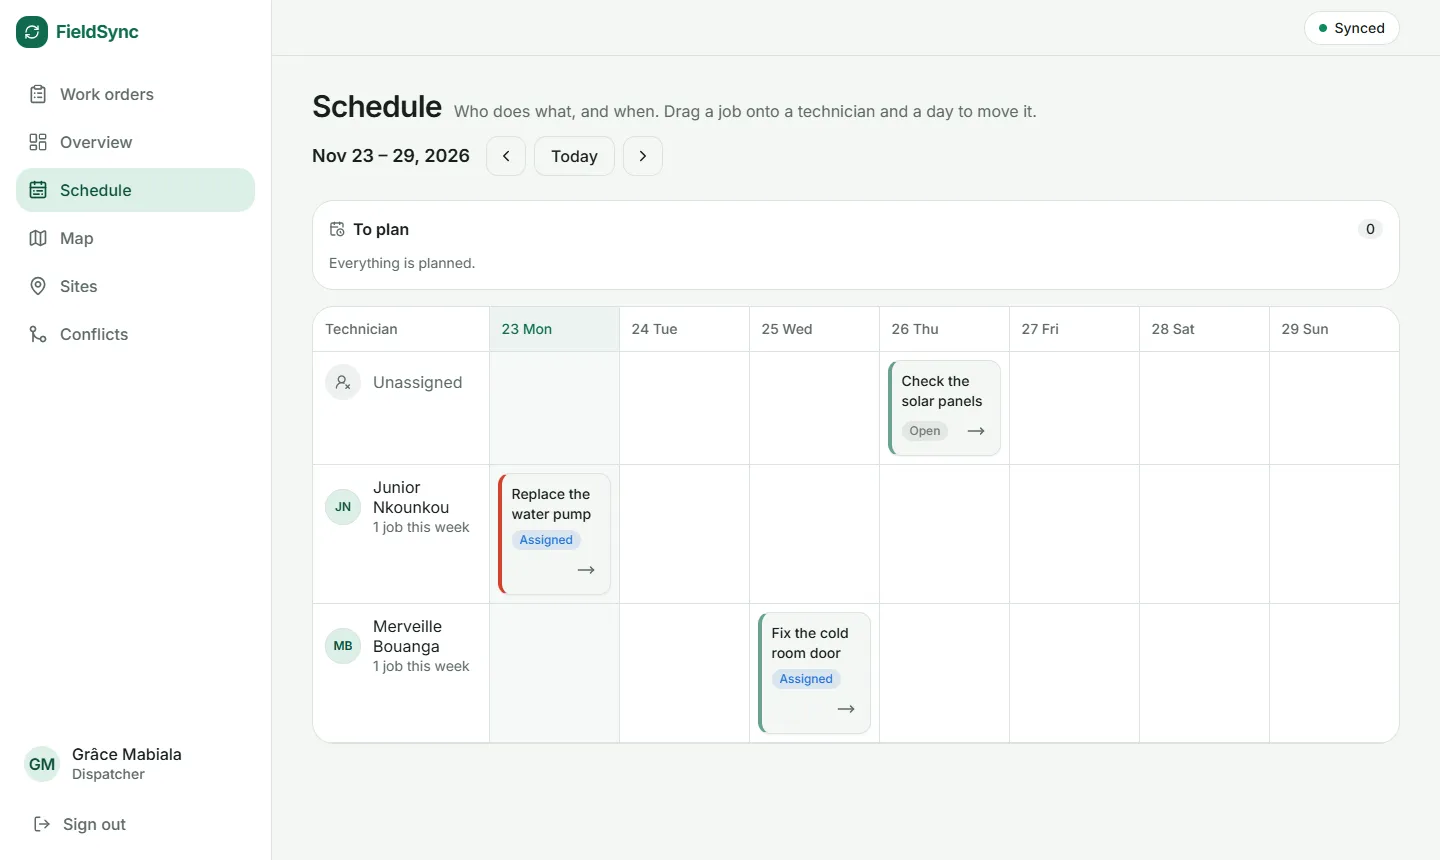 FieldSync
Synced
Work orders
Overview
Schedule
Map
Sites
Conflicts
Schedule Who does what, and when. Drag a job onto a technician and a day to move it.
Nov 23 – 29, 2026 Today
To plan 0
Everything is planned.
Technician 23 Mon 24 Tue 25 Wed 26 Thu 27 Fri 28 Sat 29 Sun
Unassigned
Check the
solar panels
Open
JN
Junior
Nkounkou
1 job this week
Replace the
water pump
Assigned
MB
Merveille
Bouanga
1 job this week
Fix the cold
room door
Assigned
GM
Grâce Mabiala
Dispatcher
Sign out